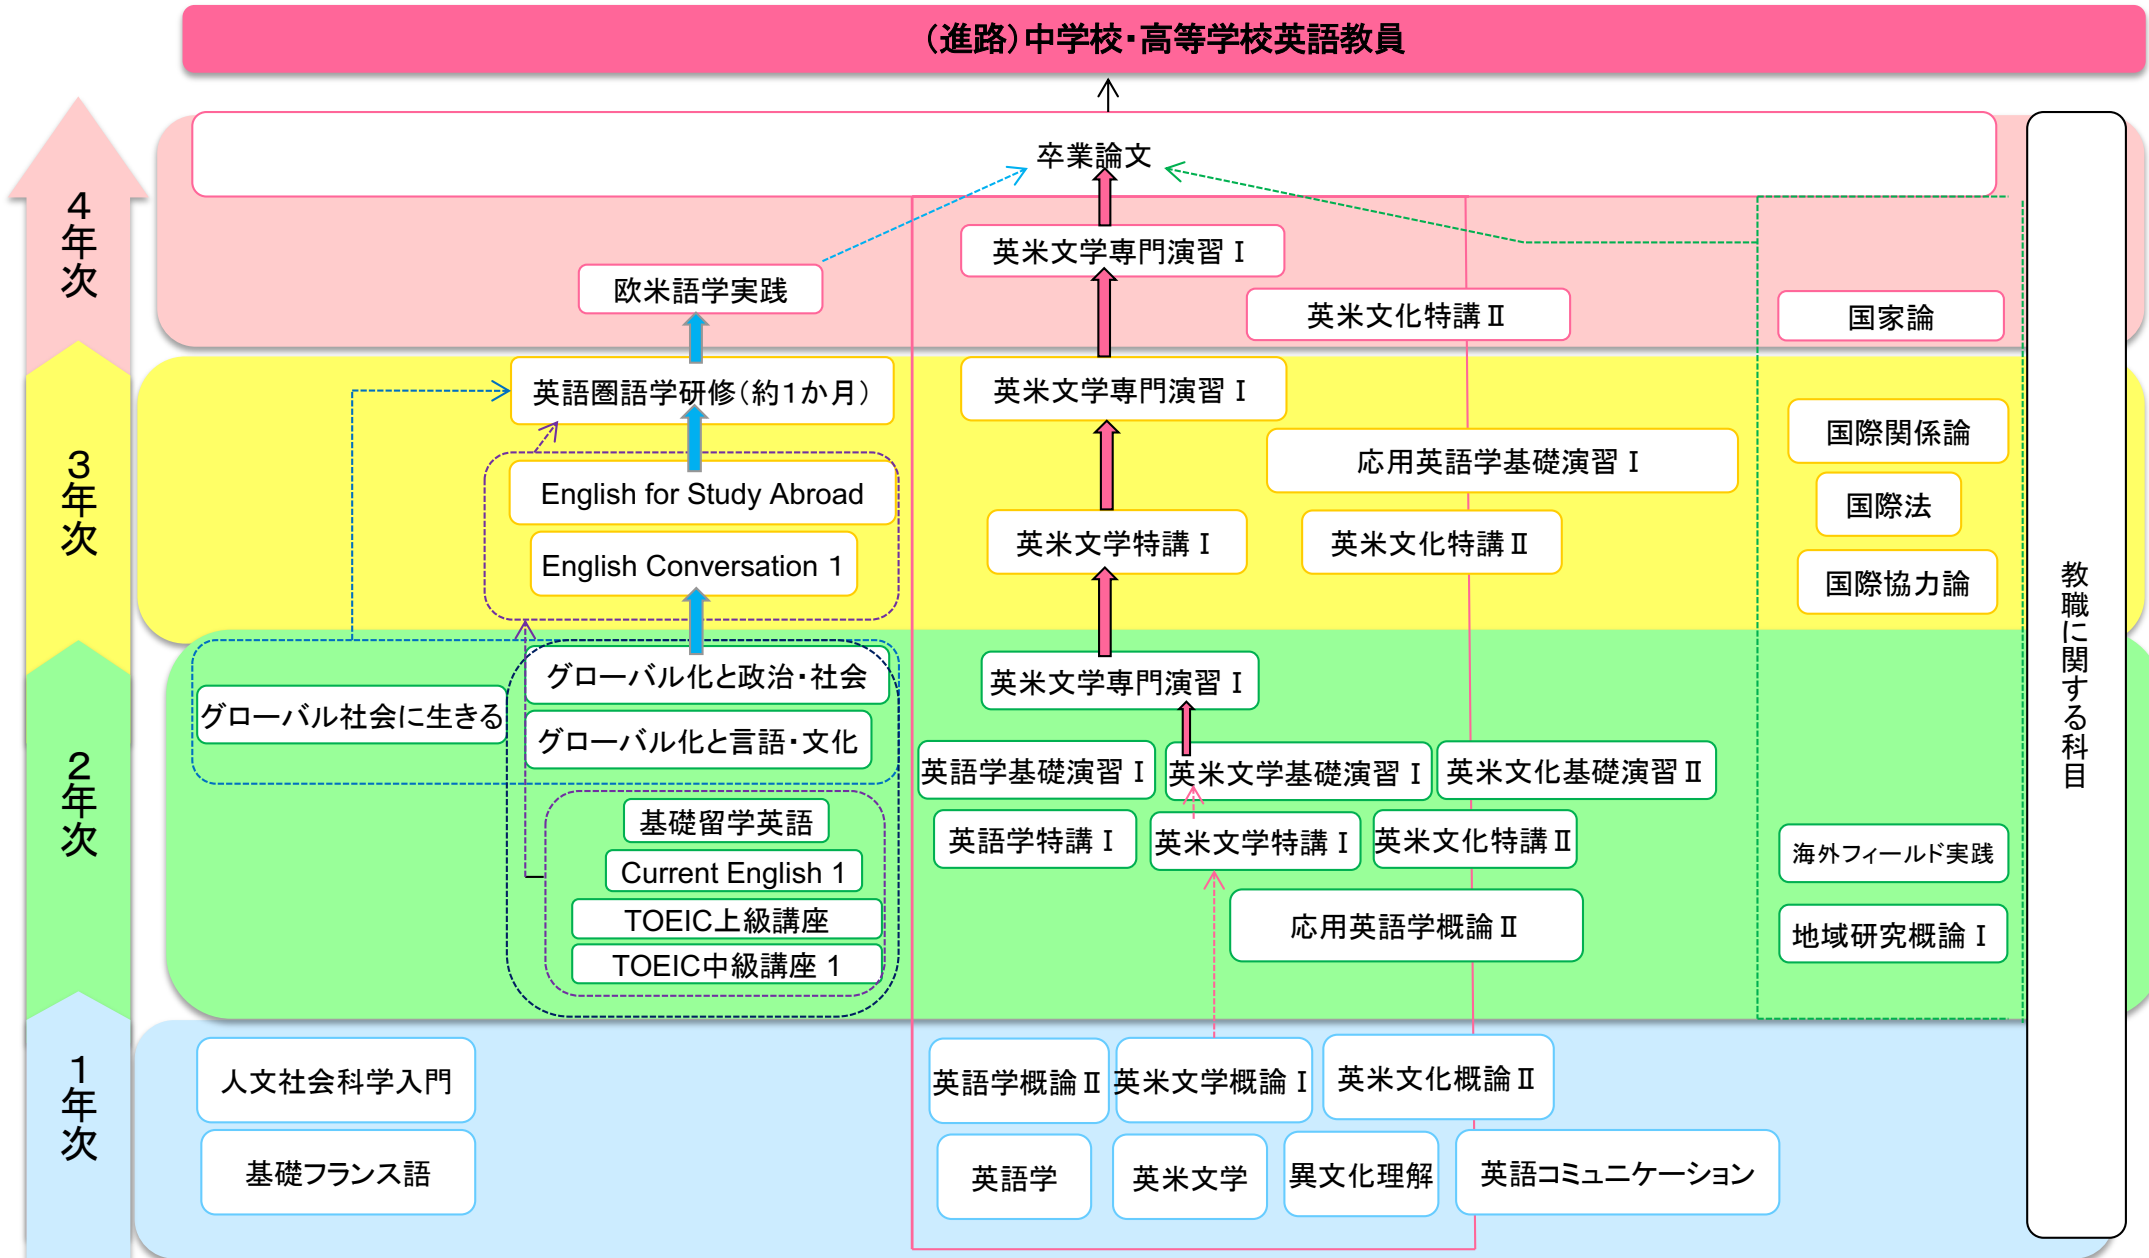 （進路）中学校・高等学校英語教員
卒業論文
4年次
英米文学専門演習Ⅰ
欧米語学実践
英米文化特講Ⅱ
国家論
3年次
英語圏語学研修（約1か月）
英米文学専門演習Ⅰ
国際関係論
応用英語学基礎演習Ⅰ
English for Study Abroad
国際法
英米文学特講Ⅰ
英米文化特講Ⅱ
English Conversation 1
国際協力論
教職に関する科目
2年次
グローバル化と政治・社会
英米文学専門演習Ⅰ
グローバル社会に生きる
グローバル化と言語・文化
英語学基礎演習Ⅰ
英米文学基礎演習Ⅰ
英米文化基礎演習Ⅱ
基礎留学英語
英語学特講Ⅰ
英米文学特講Ⅰ
英米文化特講Ⅱ
海外フィールド実践
Current English 1
TOEIC上級講座
応用英語学概論Ⅱ
地域研究概論Ⅰ
TOEIC中級講座 1
1年次
人文社会科学入門
英語学概論Ⅱ
英米文学概論Ⅰ
英米文化概論Ⅱ
基礎フランス語
英語学
英米文学
異文化理解
英語コミュニケーション